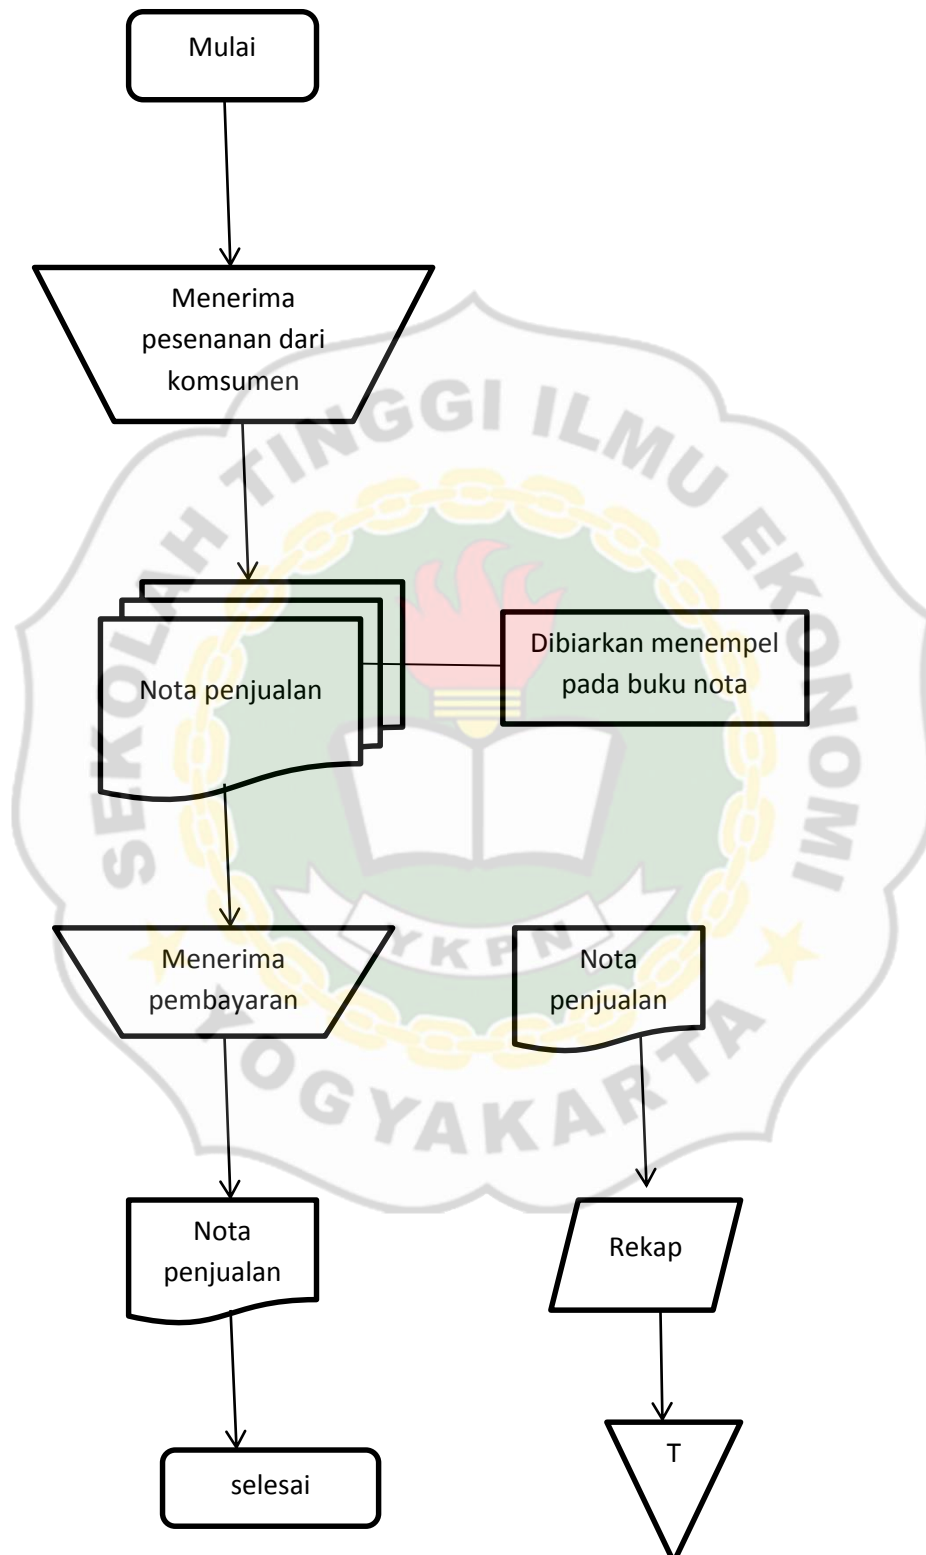 Mulai
Menerima
pesenanan dari
komsumen
SEKOLAH TINGGI ILMU EKONOMI
Nota penjualan
Dibiarkan menempel
pada buku nota
YKPN
YOGYAKARTA
Menerima
pembayaran
Nota
penjualan
Nota
penjualan
Rekap
T
selesai